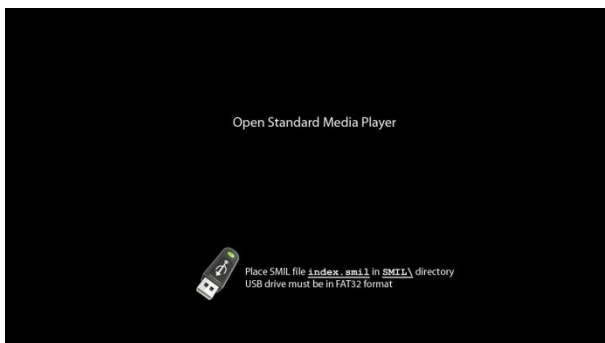 Open Standard Media Player
Place SMIL file index.smil in SMIL\ directory
USB drive must be in FAT32 format